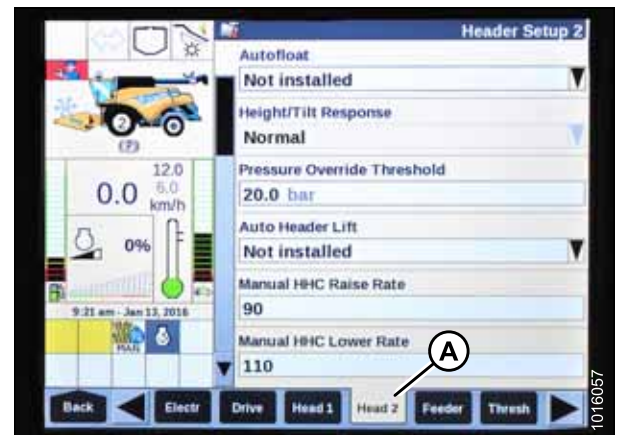 Header Setup 2
Autofloat
Not installed
Height/Tilt Response
Normal
Pressure Override Threshold
20.0 bar
Auto Header Lift
Not installed
Manual HHC Raise Rate
90
Manual HHC Lower Rate
110
2
(P)
12.0
0.0 6.0
km/h
0%
9:21 am - Jan 13, 2016
MAN
A
Back
Electr
Drive
Head 1
Head 2
Feeder
Thresh
1016057